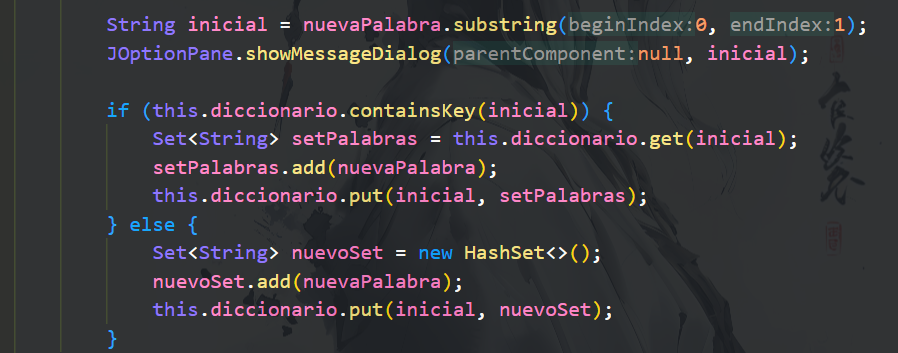 String inicial = nuevaPalabra.substring(beginIndex:0, endIndex:1);
JOptionPane.showMessageDialog(parentComponent:null, inicial);
if (this.diccionario.containsKey(inicial)) {
Set<String> setPalabras = this.diccionario.get(inicial);
setPalabras.add(nuevaPalabra);
this.diccionario.put(inicial, setPalabras);
} else {
Set<String> nuevoSet = new HashSet<>();
nuevoSet.add(nuevaPalabra);
this.diccionario.put(inicial, nuevoSet);
}